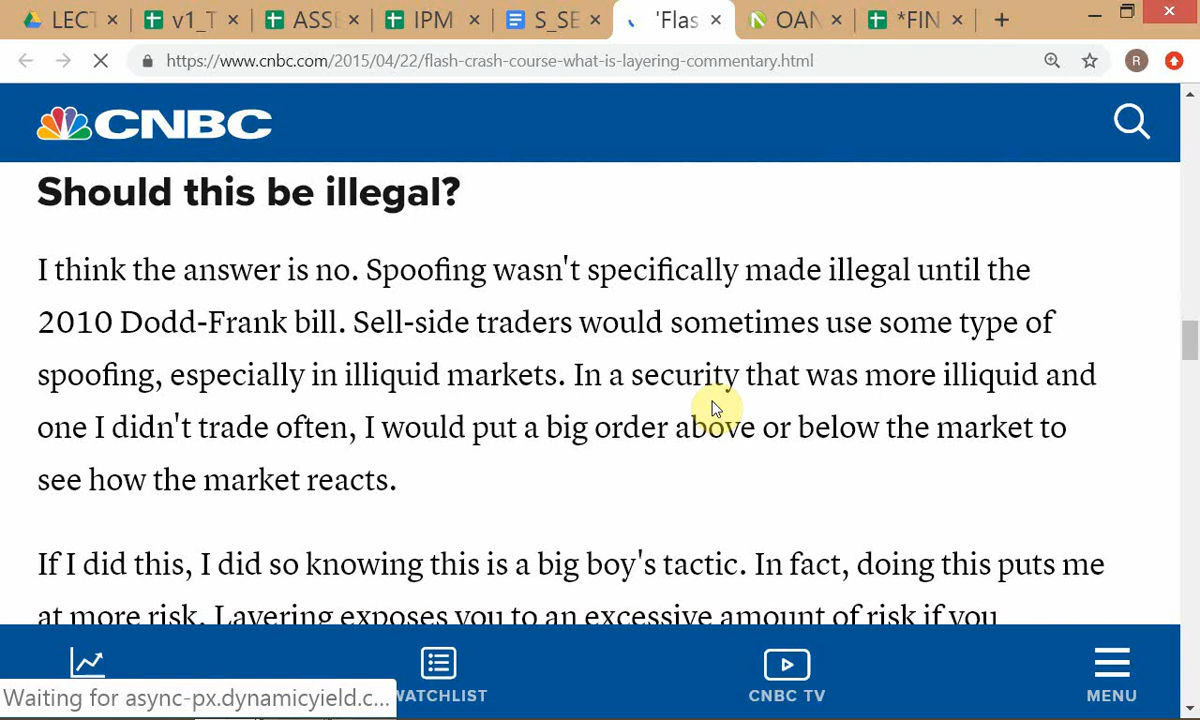 LECT
v1_T
ASSE
IPM
S_SE
'Flas
OAN
*FIN
https://www.cnbc.com/2015/04/22/flash-crash-course-what-is-layering-commentary.html
R
CNBC
Should this be illegal?
I think the answer is no. Spoofing wasn't specifically made illegal until the
2010 Dodd-Frank bill. Sell-side traders would sometimes use some type of
spoofing, especially in illiquid markets. In a security that was more illiquid and
one I didn't trade often, I would put a big order above or below the market to
see how the market reacts.
If I did this, I did so knowing this is a big boy's tactic. In fact, doing this puts me
at more risk. Layering exposes you to an excessive amount of risk if you
WATCHLIST
CNBC TV
MENU
Waiting for async-px.dynamicyield.c...